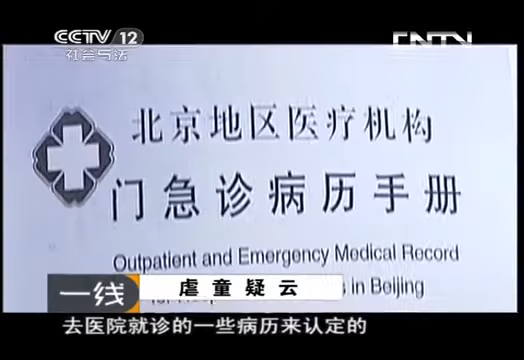 CCTV 12
社会与法
CNTV
北京地区医疗机构
门急诊病历手册
Outpatient and Emergency Medical Record
in Beijing
一线
虐童疑云
去医院就诊的一些病历来认定的